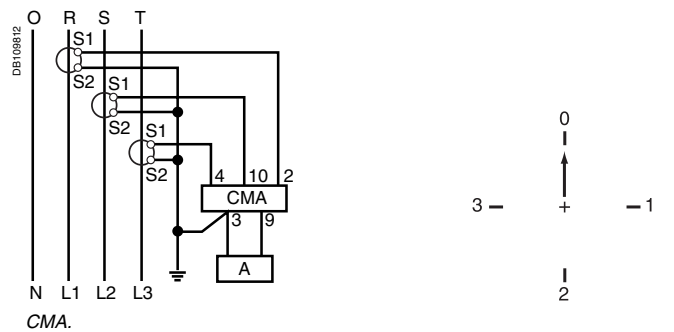 O R S T
DB109812
S1
S2
S1
S2
S1
S2
4 10 2
CMA
3 9
A
N L1 L2 L3
CMA.
0
3 1
2